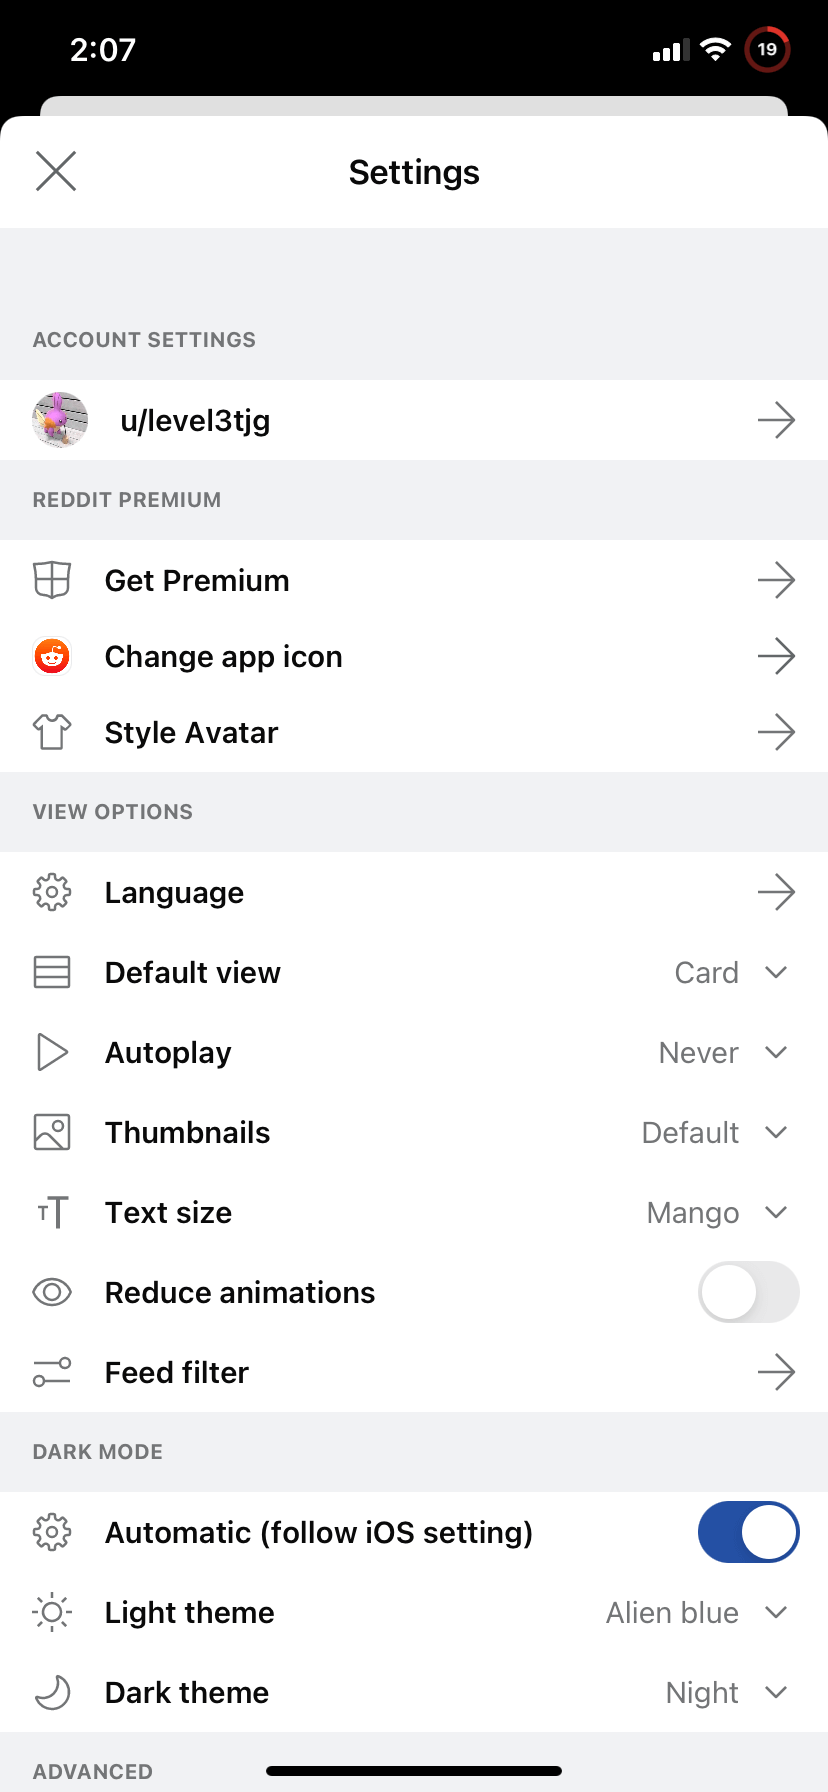 2:07
19
Settings
ACCOUNT SETTINGS
u/level3tjg
REDDIT PREMIUM
Get Premium
Change app icon
Style Avatar
VIEW OPTIONS
Language
Default view Card
Autoplay Never
Thumbnails Default
Text size Mango
Reduce animations
Feed filter
DARK MODE
Automatic (follow iOS setting)
Light theme Alien blue
Dark theme Night
ADVANCED